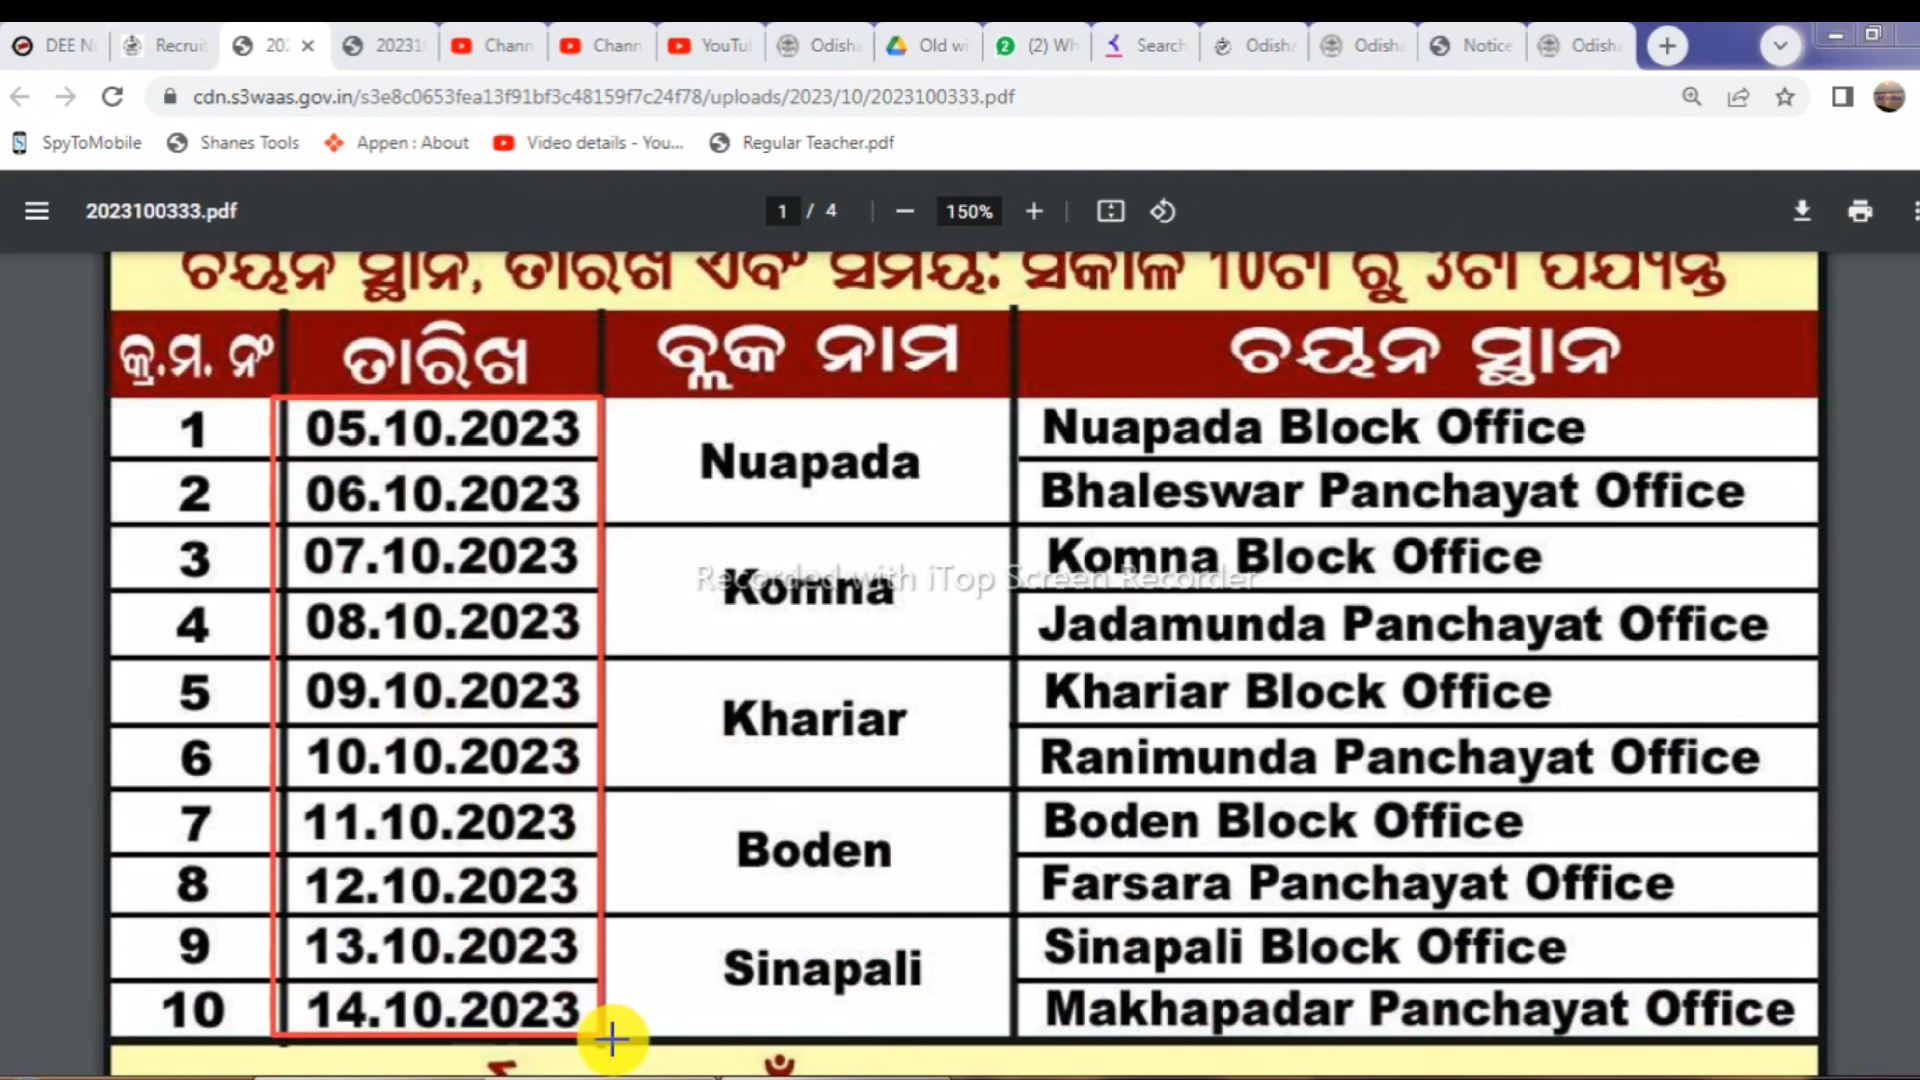 DEE N Recrui 202 202310 Chann Chann YouTu Odisha Old wi (2) Wh Search Odisha Odisha Notice Odisha
cdn.s3waas.gov.in/s3e8c0653fea13f91bf3c48159f7c24f78/uploads/2023/10/2023100333.pdf
SpyToMobile Shanes Tools Appen : About Video details - You... Regular Teacher.pdf
2023100333.pdf 1 / 4 150%
ଚୟନ ସ୍ଥାନ, ତାରିଖ ଏବଂ ସମୟ: ସକାଳ 10ଟା ରୁ 3ଟା ପର୍ଯ୍ୟନ୍ତ
କ୍ର.ମ. ନଂ ତାରିଖ ବ୍ଲକ ନାମ ଚୟନ ସ୍ଥାନ
1 05.10.2023 Nuapada Nuapada Block Office
2 06.10.2023 Bhaleswar Panchayat Office
3 07.10.2023 Komna Komna Block Office
Recorded with iTop Screen Recorder
4 08.10.2023 Jadamunda Panchayat Office
5 09.10.2023 Khariar Khariar Block Office
6 10.10.2023 Ranimunda Panchayat Office
7 11.10.2023 Boden Boden Block Office
8 12.10.2023 Farsara Panchayat Office
9 13.10.2023 Sinapali Sinapali Block Office
10 14.10.2023 Makhapadar Panchayat Office